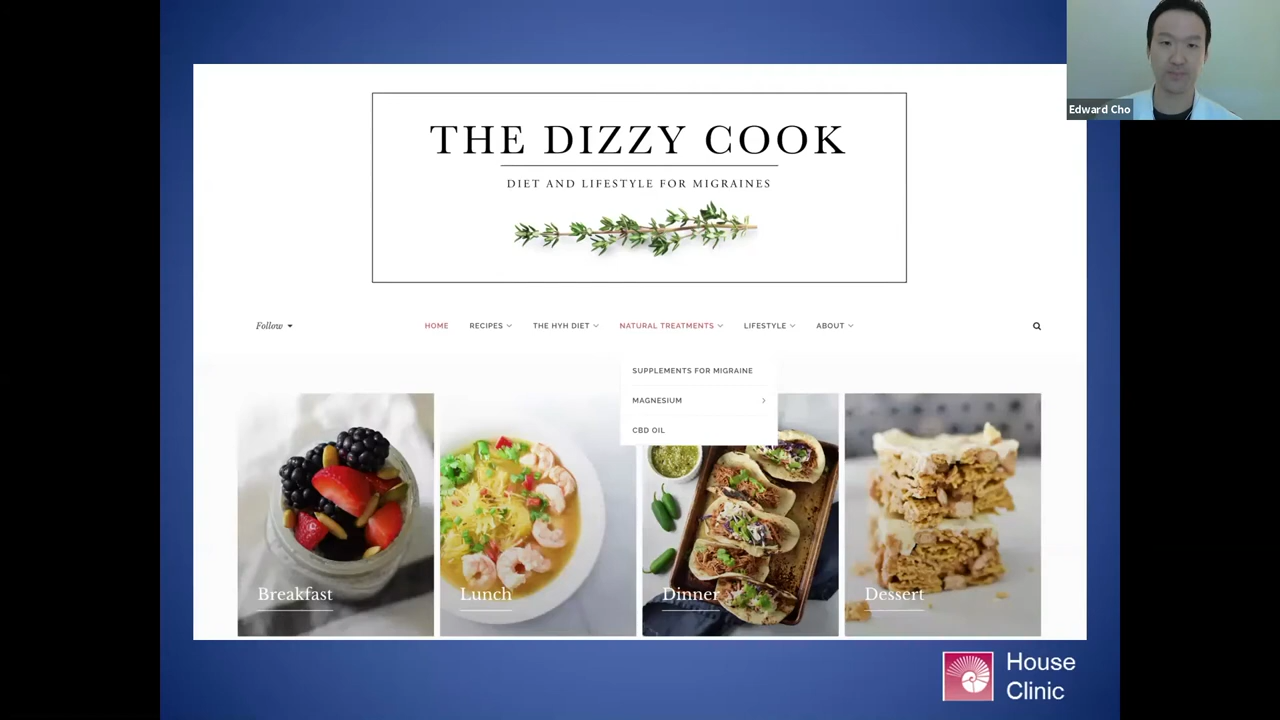 Edward Cho
THE DIZZY COOK
DIET AND LIFESTYLE FOR MIGRAINES
Follow
HOME RECIPES THE HYH DIET NATURAL TREATMENTS LIFESTYLE ABOUT
SUPPLEMENTS FOR MIGRAINE
MAGNESIUM
CBD OIL
Breakfast
Lunch
Dinner
Dessert
House
Clinic